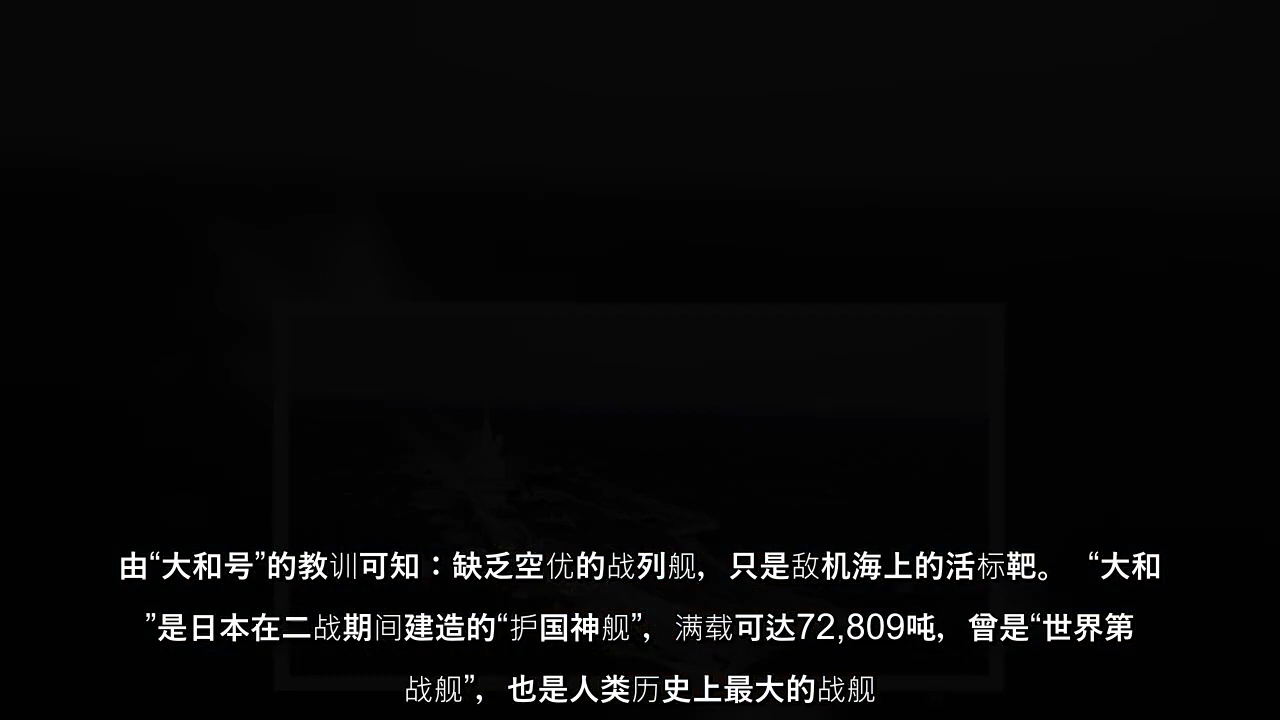 由“大和号”的教训可知：缺乏空优的战列舰，只是敌机海上的活标靶。 “大和
”是日本在二战期间建造的“护国神舰”，满载可达72,809吨，曾是“世界第
战舰”，也是人类历史上最大的战舰